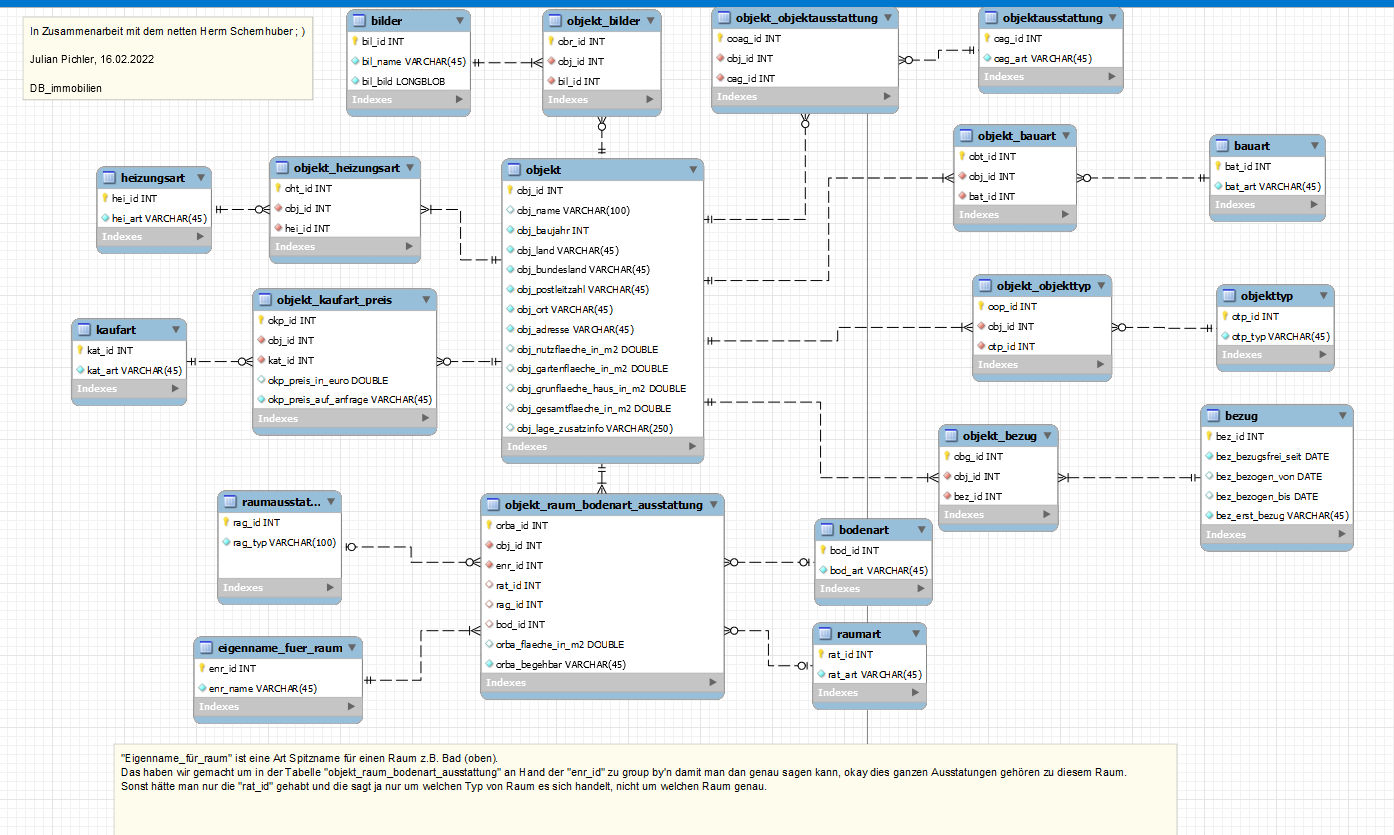 In Zusammenarbeit mit dem netten Herrn Schernhuber ; )
Julian Pichler, 16.02.2022
DB_immobilien
bilder
bil_id INT
bil_name VARCHAR(45)
bil_bild LONGBLOB
Indexes
objekt_bilder
obr_id INT
obj_id INT
bil_id INT
Indexes
objekt_objektausstattung
ooag_id INT
obj_id INT
oag_id INT
Indexes
objektausstattung
oag_id INT
oag_art VARCHAR(45)
Indexes
heizungsart
hei_id INT
hei_art VARCHAR(45)
Indexes
objekt_heizungsart
oht_id INT
obj_id INT
hei_id INT
Indexes
objekt
obj_id INT
obj_name VARCHAR(100)
obj_baujahr INT
obj_land VARCHAR(45)
obj_bundesland VARCHAR(45)
obj_postleitzahl VARCHAR(45)
obj_ort VARCHAR(45)
obj_adresse VARCHAR(45)
obj_nutzflaeche_in_m2 DOUBLE
obj_gartenflaeche_in_m2 DOUBLE
obj_grunflaeche_haus_in_m2 DOUBLE
obj_gesamtflaeche_in_m2 DOUBLE
obj_lage_zusatzinfo VARCHAR(250)
Indexes
objekt_bauart
obt_id INT
obj_id INT
bat_id INT
Indexes
bauart
bat_id INT
bat_art VARCHAR(45)
Indexes
kaufart
kat_id INT
kat_art VARCHAR(45)
Indexes
objekt_kaufart_preis
okp_id INT
obj_id INT
kat_id INT
okp_preis_in_euro DOUBLE
okp_preis_auf_anfrage VARCHAR(45)
Indexes
objekt_objekttyp
oop_id INT
obj_id INT
otp_id INT
Indexes
objekttyp
otp_id INT
otp_typ VARCHAR(45)
Indexes
objekt_bezug
obg_id INT
obj_id INT
bez_id INT
Indexes
bezug
bez_id INT
bez_bezugsfrei_seit DATE
bez_bezogen_von DATE
bez_bezogen_bis DATE
bez_erst_bezug VARCHAR(45)
Indexes
raumausstat...
rag_id INT
rag_typ VARCHAR(100)
Indexes
objekt_raum_bodenart_ausstattung
orba_id INT
obj_id INT
enr_id INT
rat_id INT
rag_id INT
bod_id INT
orba_flaeche_in_m2 DOUBLE
orba_begehbar VARCHAR(45)
Indexes
bodenart
bod_id INT
bod_art VARCHAR(45)
Indexes
eigenname_fuer_raum
enr_id INT
enr_name VARCHAR(45)
Indexes
raumart
rat_id INT
rat_art VARCHAR(45)
Indexes
"Eigenname_für_raum" ist eine Art Spitzname für einen Raum z.B. Bad (oben).
Das haben wir gemacht um in der Tabelle "objekt_raum_bodenart_ausstattung" an Hand der "enr_id" zu group by'n damit man dan genau sagen kann, okay dies ganzen Ausstatungen gehören zu diesem Raum.
Sonst hätte man nur die "rat_id" gehabt und die sagt ja nur um welchen Typ von Raum es sich handelt, nicht um welchen Raum genau.